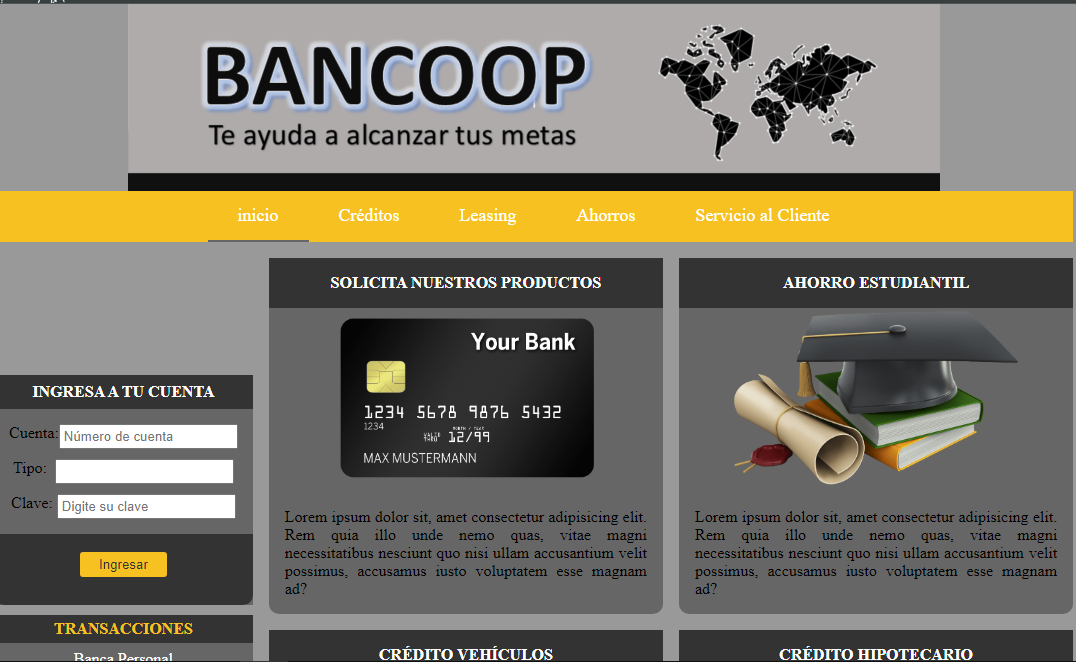 BANCOOP
Te ayuda a alcanzar tus metas
inicio
Créditos
Leasing
Ahorros
Servicio al Cliente
INGRESA A TU CUENTA
Cuenta: Número de cuenta
Tipo:
Clave: Digite su clave
Ingresar
TRANSACCIONES
Banca Personal
SOLICITA NUESTROS PRODUCTOS
Your Bank
1234 5678 9876 5432
1234
MONTH / YEAR
VALID
THRU 12/99
MAX MUSTERMANN
Lorem ipsum dolor sit, amet consectetur adipisicing elit.
Rem quia illo unde nemo quas, vitae magni
necessitatibus nesciunt quo nisi ullam accusantium velit
possimus, accusamus iusto voluptatem esse magnam
ad?
AHORRO ESTUDIANTIL
Lorem ipsum dolor sit, amet consectetur adipisicing elit.
Rem quia illo unde nemo quas, vitae magni
necessitatibus nesciunt quo nisi ullam accusantium velit
possimus, accusamus iusto voluptatem esse magnam
ad?
CRÉDITO VEHÍCULOS
CRÉDITO HIPOTECARIO